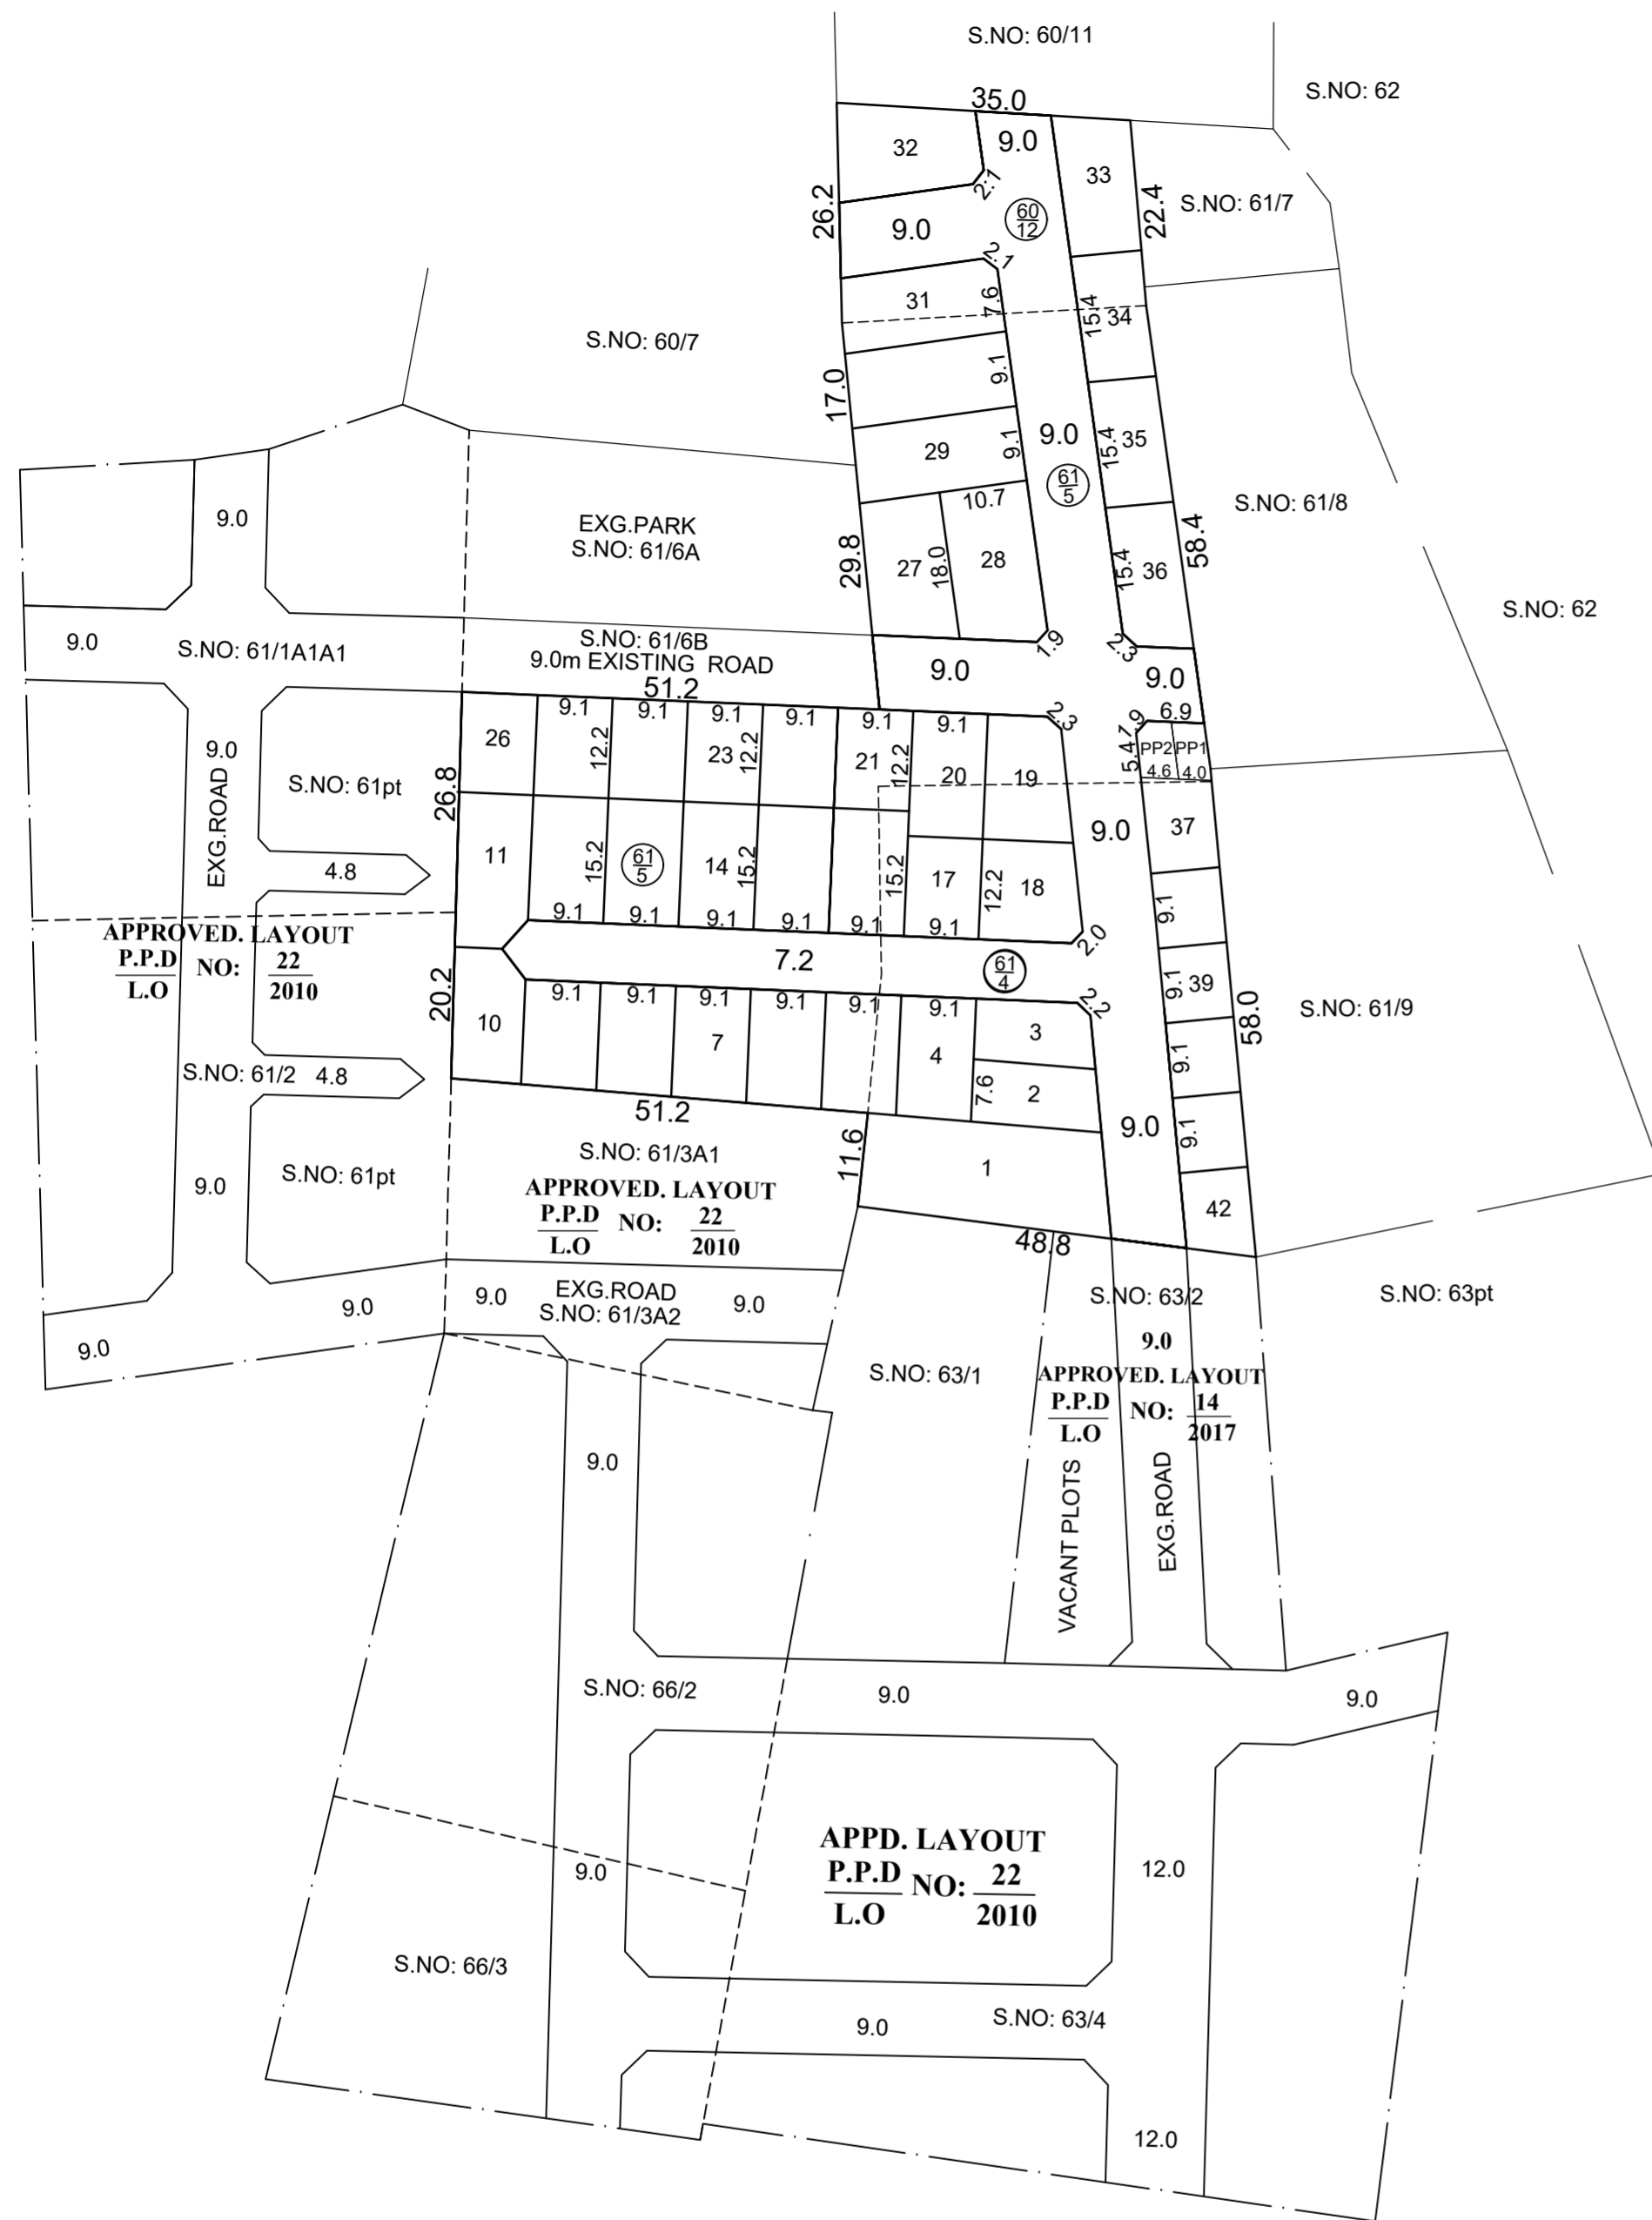 S.NO: 60/11
S.NO: 62
35.0
32
9.0
33
2.1
26.2
22.4
S.NO: 61/7
60
12
9.0
2.1
31
7.6
15.4
34
S.NO: 60/7
9.1
17.0
29
9.1
9.0
15.4
35
61
5
10.7
S.NO: 61/8
9.0
EXG.PARK
S.NO: 61/6A
29.8
27
18.0
28
15.4
36
58.4
S.NO: 62
9.0
S.NO: 61/1A1A1
S.NO: 61/6B
9.0m EXISTING ROAD
51.2
1.9
2.3
9.0
9.0
26
9.1
9.1
9.1
9.1
9.1
9.1
2.3
1.9
6.9
9.0
12.2
23
12.2
21
12.2
20
19
5.4
PP2
PP1
4.6
4.0
S.NO: 61pt
26.8
EXG.ROAD
11
15.2
61
5
14
15.2
15.2
17
12.2
18
9.0
37
4.8
9.1
9.1
9.1
9.1
9.1
9.1
2.0
9.1
APPROVED. LAYOUT
P.P.D
L.O
NO:
22
2010
20.2
7.2
61
4
2.2
9.1
39
58.0
S.NO: 61/9
10
9.1
9.1
9.1
9.1
9.1
9.1
7
4
3
2
7.6
9.1
S.NO: 61/2
4.8
51.2
11.6
9.0
9.1
S.NO: 61pt
9.0
S.NO: 61/3A1
APPROVED. LAYOUT
P.P.D
L.O
NO:
22
2010
1
42
48.8
9.0
9.0
9.0
EXG.ROAD
S.NO: 61/3A2
9.0
S.NO: 63/2
S.NO: 63pt
9.0
S.NO: 63/1
APPROVED. LAYOUT
P.P.D
L.O
NO:
14
2017
9.0
VACANT PLOTS
EXG.ROAD
S.NO: 66/2
9.0
9.0
APPD. LAYOUT
P.P.D
L.O
NO:
22
2010
9.0
12.0
S.NO: 66/3
9.0
S.NO: 63/4
12.0